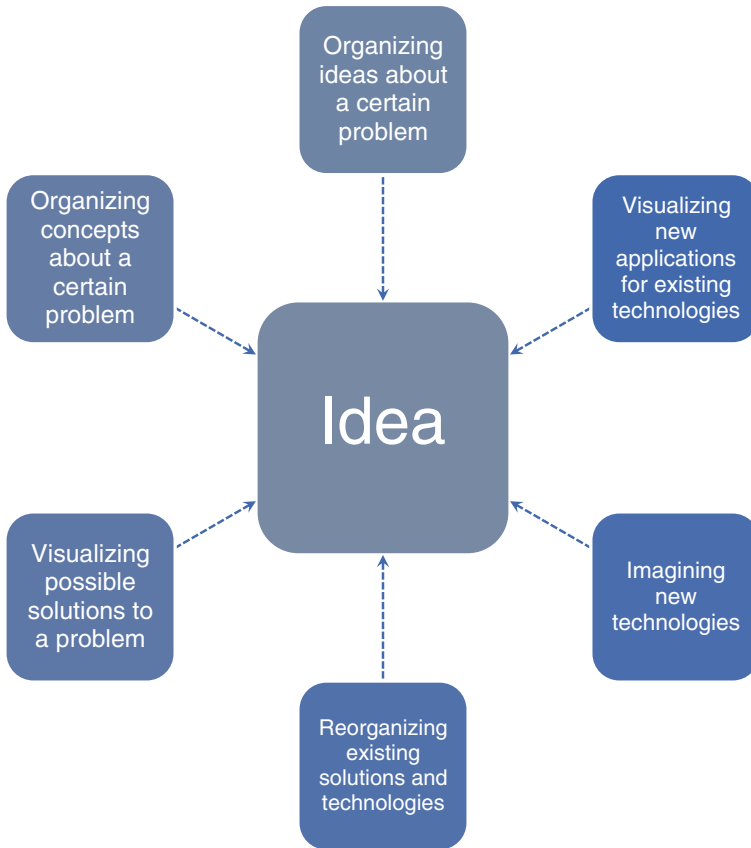 Organizing
ideas about
a certain
problem
Organizing
concepts
about a
certain
problem
Visualizing
new
applications
for existing
technologies
Idea
Visualizing
possible
solutions to
a problem
Imagining
new
technologies
Reorganizing
existing
solutions and
technologies